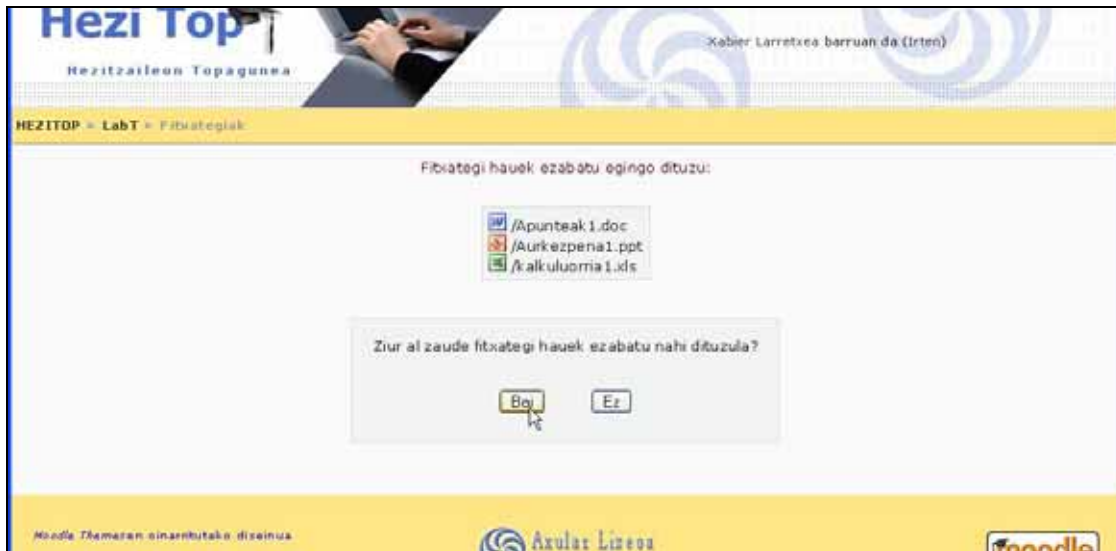 Hezi Top
Hezitzaileon Topagunea
Xabier Larretxea barruan da (Irten)
HEZITOP » LabT » Fitxategiak
Fitxategi hauek ezabatu egingo dituzu:
/Apunteak1.doc
/Aurkezpena1.ppt
/kalkuluorria1.xls
Ziur al zaude fitxategi hauek ezabatu nahi dituzula?
Bai Ez
Moodle Themeren oinarritutako diseinua
Axular Lizeoa
moodle